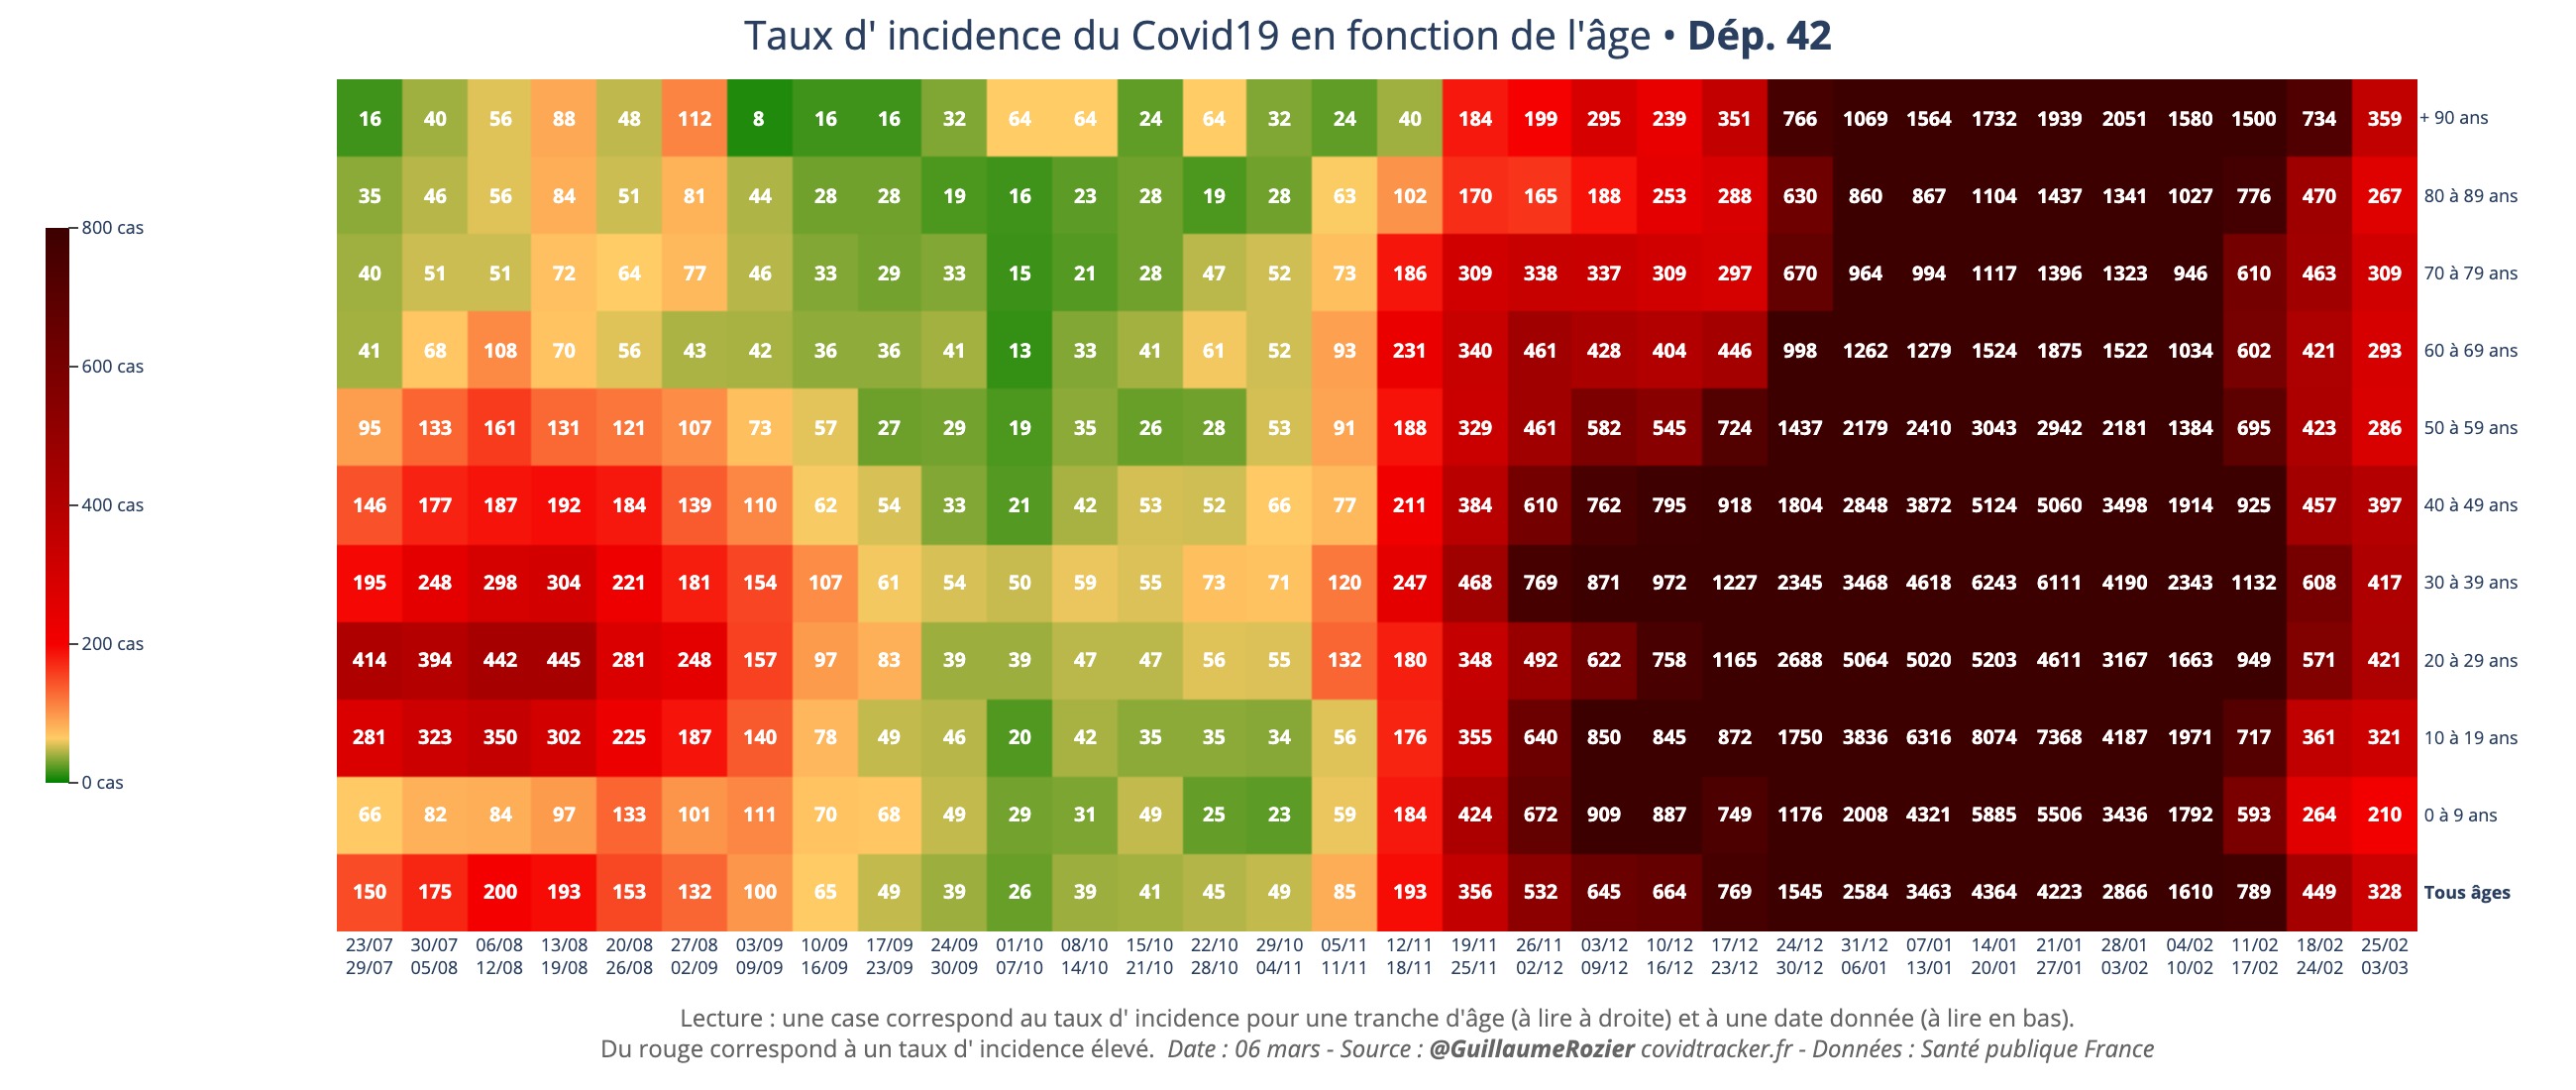 Taux d' incidence du Covid19 en fonction de l'âge • Dép. 42
16 40 56 88 48 112 8 16 16 32 64 64 24 64 32 24 40 184 199 295 239 351 766 1069 1564 1732 1939 2051 1580 1500 734 359 + 90 ans
35 46 56 84 51 81 44 28 28 19 16 23 28 19 28 63 102 170 165 188 253 288 630 860 867 1104 1437 1341 1027 776 470 267 80 à 89 ans
800 cas
40 51 51 72 64 77 46 33 29 33 15 21 28 47 52 73 186 309 338 337 309 297 670 964 994 1117 1396 1323 946 610 463 309 70 à 79 ans
41 68 108 70 56 43 42 36 36 41 13 33 41 61 52 93 231 340 461 428 404 446 998 1262 1279 1524 1875 1522 1034 602 421 293 60 à 69 ans
600 cas
95 133 161 131 121 107 73 57 27 29 19 35 26 28 53 91 188 329 461 582 545 724 1437 2179 2410 3043 2942 2181 1384 695 423 286 50 à 59 ans
400 cas
146 177 187 192 184 139 110 62 54 33 21 42 53 52 66 77 211 384 610 762 795 918 1804 2848 3872 5124 5060 3498 1914 925 457 397 40 à 49 ans
195 248 298 304 221 181 154 107 61 54 50 59 55 73 71 120 247 468 769 871 972 1227 2345 3468 4618 6243 6111 4190 2343 1132 608 417 30 à 39 ans
200 cas
414 394 442 445 281 248 157 97 83 39 39 47 47 56 55 132 180 348 492 622 758 1165 2688 5064 5020 5203 4611 3167 1663 949 571 421 20 à 29 ans
281 323 350 302 225 187 140 78 49 46 20 42 35 35 34 56 176 355 640 850 845 872 1750 3836 6316 8074 7368 4187 1971 717 361 321 10 à 19 ans
0 cas
66 82 84 97 133 101 111 70 68 49 29 31 49 25 23 59 184 424 672 909 887 749 1176 2008 4321 5885 5506 3436 1792 593 264 210 0 à 9 ans
150 175 200 193 153 132 100 65 49 39 26 39 41 45 49 85 193 356 532 645 664 769 1545 2584 3463 4364 4223 2866 1610 789 449 328 Tous âges
23/07 30/07 06/08 13/08 20/08 27/08 03/09 10/09 17/09 24/09 01/10 08/10 15/10 22/10 29/10 05/11 12/11 19/11 26/11 03/12 10/12 17/12 24/12 31/12 07/01 14/01 21/01 28/01 04/02 11/02 18/02 25/02
29/07 05/08 12/08 19/08 26/08 02/09 09/09 16/09 23/09 30/09 07/10 14/10 21/10 28/10 04/11 11/11 18/11 25/11 02/12 09/12 16/12 23/12 30/12 06/01 13/01 20/01 27/01 03/02 10/02 17/02 24/02 03/03
Lecture : une case correspond au taux d' incidence pour une tranche d'âge (à lire à droite) et à une date donnée (à lire en bas).
Du rouge correspond à un taux d' incidence élevé. Date : 06 mars - Source : @GuillaumeRozier covidtracker.fr - Données : Santé publique France